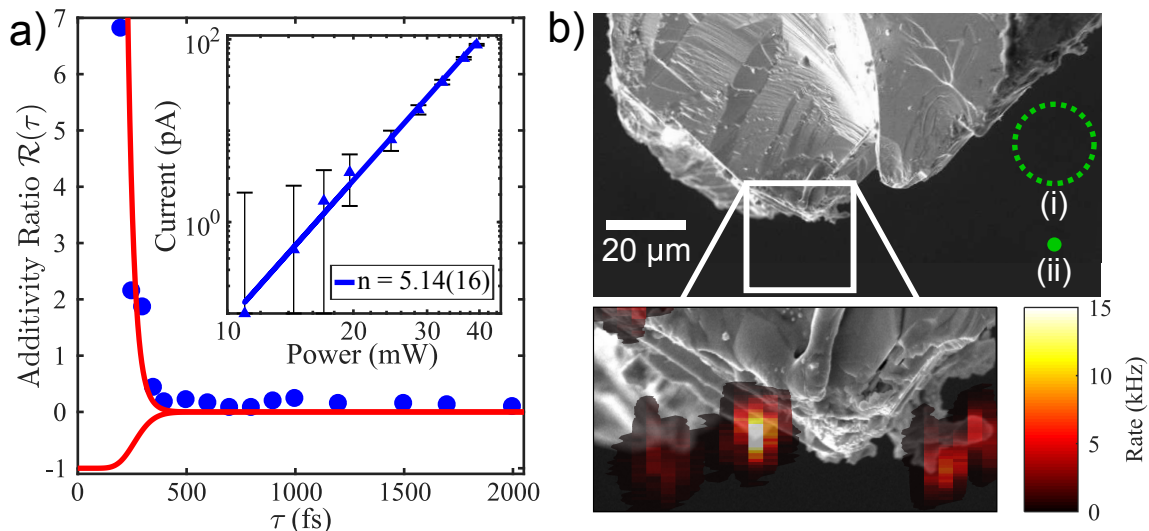 a)
Additivity Ratio R(τ)
7
6
5
4
3
2
1
0
-1
0
500
1000
1500
2000
τ (fs)
Current (pA)
10²
10⁰
n = 5.14(16)
10
20
30
40
Power (mW)
b)
(i)
20 µm
(ii)
15
10
5
0
Rate (kHz)